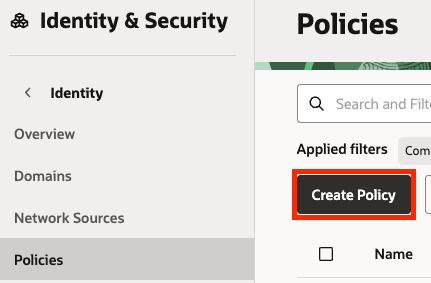 Identity & Security
Identity
Overview
Domains
Network Sources
Policies
Policies
Search and Filt
Applied filters
Com
Create Policy
Name